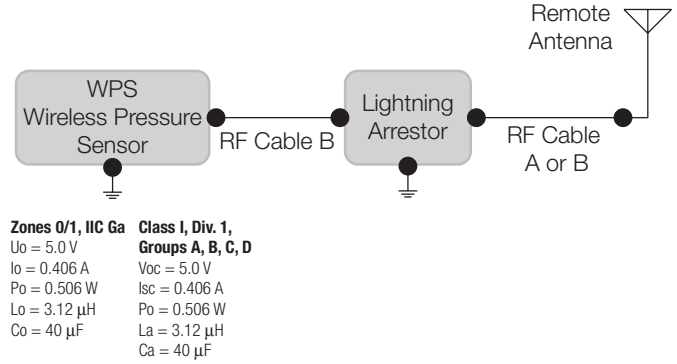 Remote
Antenna
WPS
Wireless Pressure
Sensor
RF Cable B
Lightning
Arrestor
RF Cable
A or B
Zones 0/1, IIC Ga
Uo = 5.0 V
Io = 0.406 A
Po = 0.506 W
Lo = 3.12 µH
Co = 40 µF
Class I, Div. 1,
Groups A, B, C, D
Voc = 5.0 V
Isc = 0.406 A
Po = 0.506 W
La = 3.12 µH
Ca = 40 µF